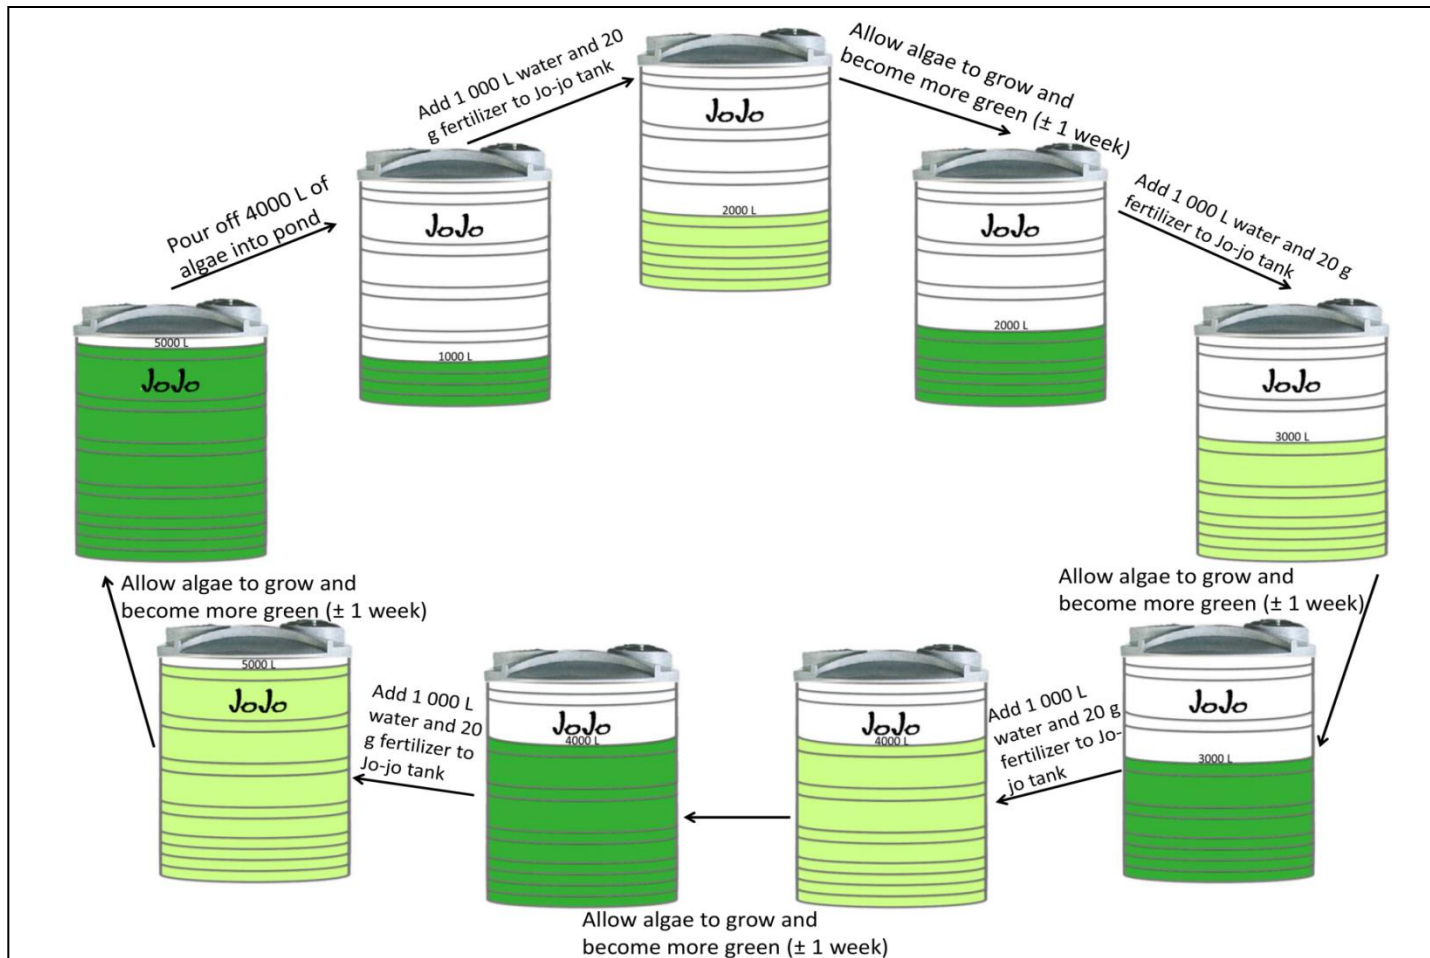 Pour off 4000 L of
algae into pond
Add 1 000 L water and 20
g fertilizer to Jo-jo tank
Allow algae to grow and
become more green (± 1 week)
Add 1 000 L water and 20 g
fertilizer to Jo-jo tank
JoJo
2000 L
JoJo
1000 L
JoJo
2000 L
5000 L
JoJo
JoJo
3000 L
Allow algae to grow and
become more green (± 1 week)
Allow algae to grow and
become more green (± 1 week)
5000 L
JoJo
Add 1 000 L
water and 20
g fertilizer to
Jo-jo tank
JoJo
4000 L
JoJo
4000 L
Add 1 000 L
water and 20 g
fertilizer to Jo-
jo tank
JoJo
3000 L
Allow algae to grow and
become more green (± 1 week)